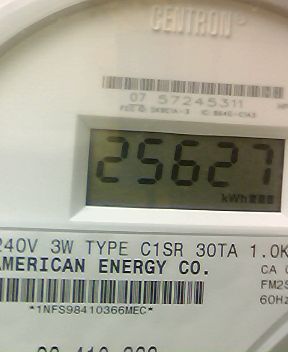 CENTRON®
07 57245311
25627
kWh
240V 3W TYPE C1SR 30TA 1.0K
AMERICAN ENERGY CO.
CA
FM2S
60Hz
*1NFS98410366MEC*